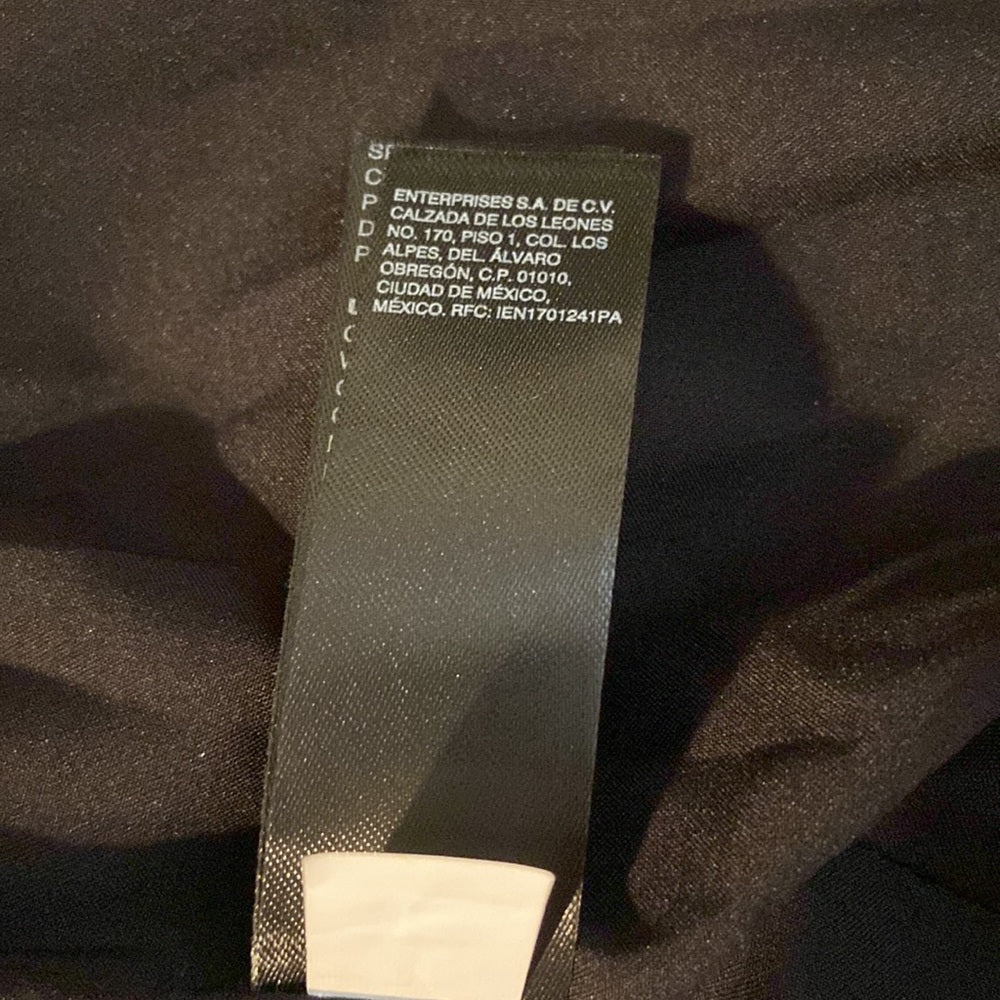 ENTERPRISES S.A. DE C.V.
CALZADA DE LOS LEONES
NO. 170, PISO 1, COL. LOS
ALPES, DEL. ÁLVARO
OBREGÓN, C.P. 01010,
CIUDAD DE MÉXICO,
MÉXICO. RFC: IEN1701241PA